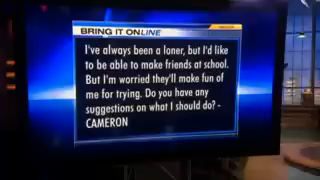 BRING IT ONLINE
I've always been a loner, but I'd like
to be able to make friends at school.
But I'm worried they'll make fun of
me for trying. Do you have any
suggestions on what I should do? -
CAMERON